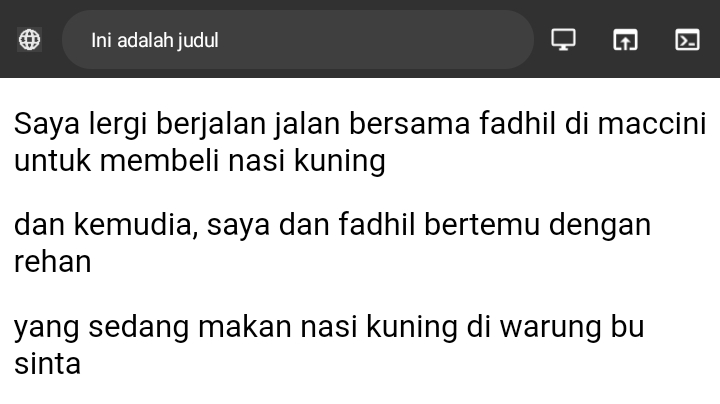 Ini adalah judul
Saya lergi berjalan jalan bersama fadhil di maccini
untuk membeli nasi kuning
dan kemudia, saya dan fadhil bertemu dengan
rehan
yang sedang makan nasi kuning di warung bu
sinta